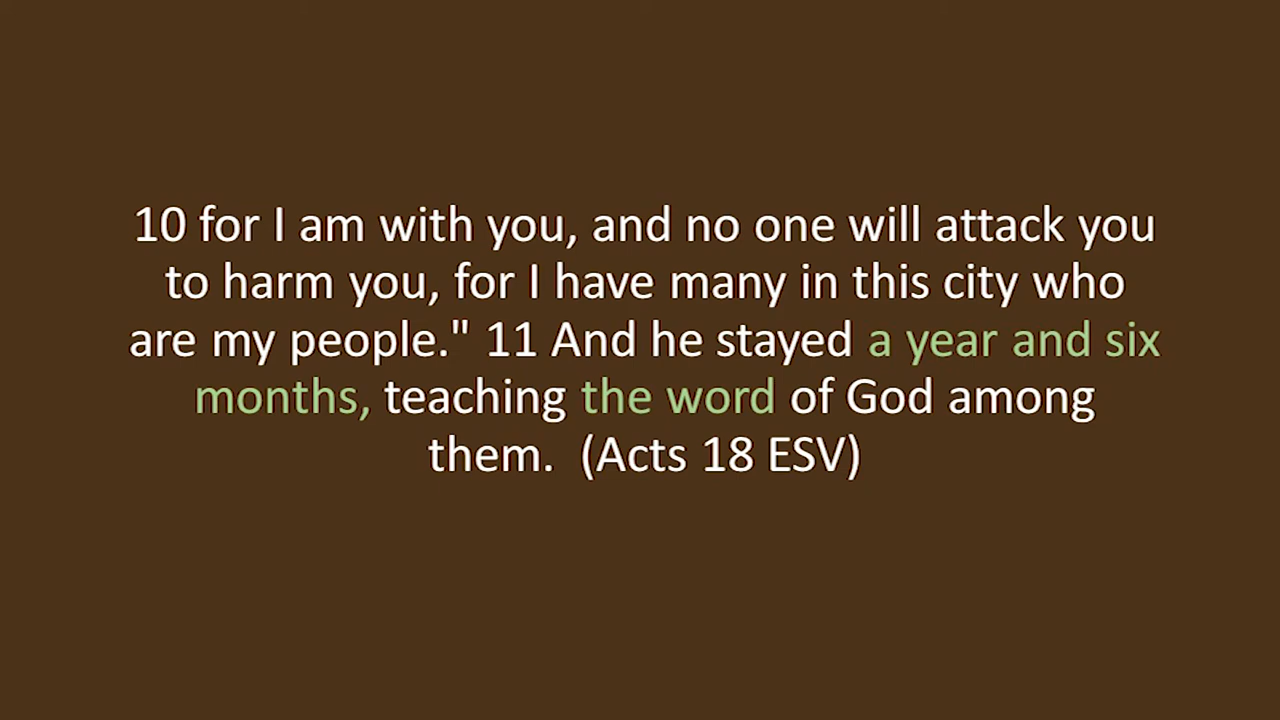 10 for I am with you, and no one will attack you
to harm you, for I have many in this city who
are my people." 11 And he stayed a year and six
months, teaching the word of God among
them.  (Acts 18 ESV)